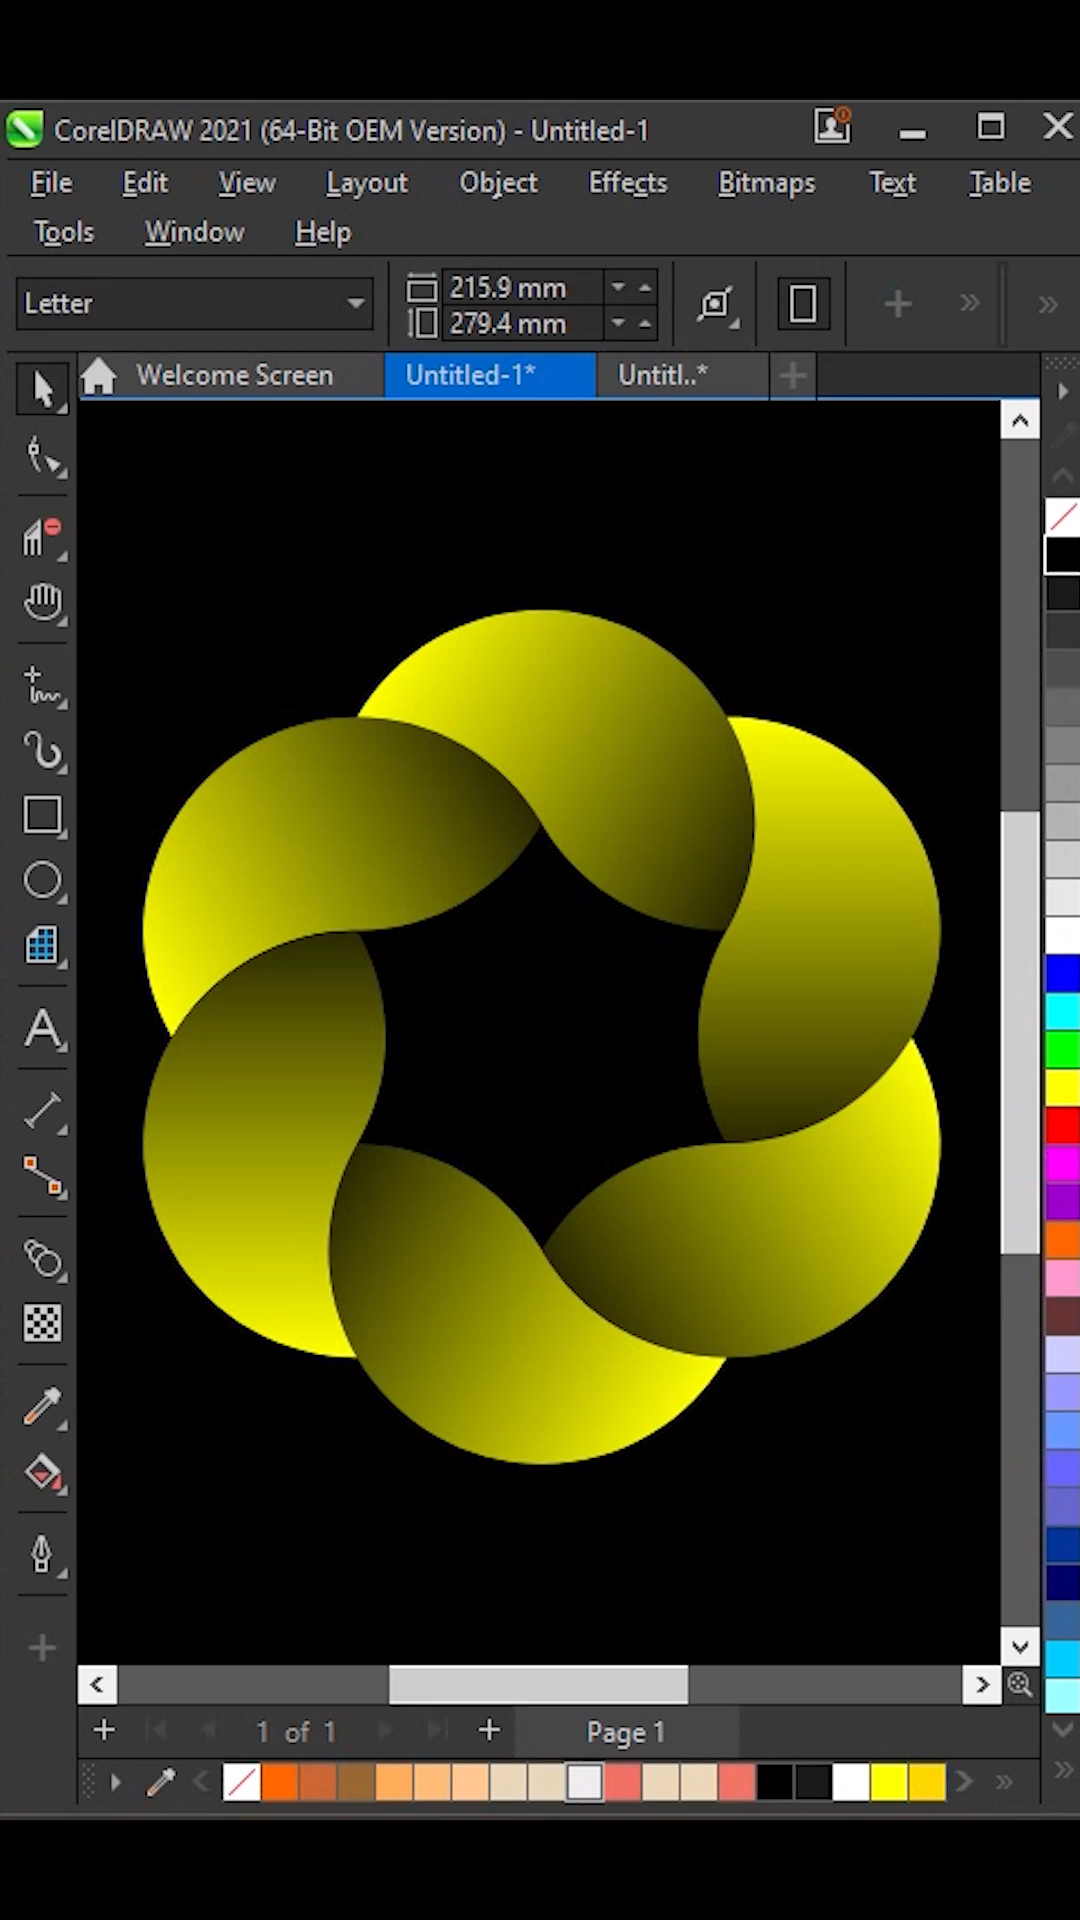 CorelDRAW 2021 (64-Bit OEM Version) - Untitled-1
File Edit View Layout Object Effects Bitmaps Text Table
Tools Window Help
Letter
215.9 mm
279.4 mm
Welcome Screen Untitled-1* Untitl..*
1 of 1 Page 1